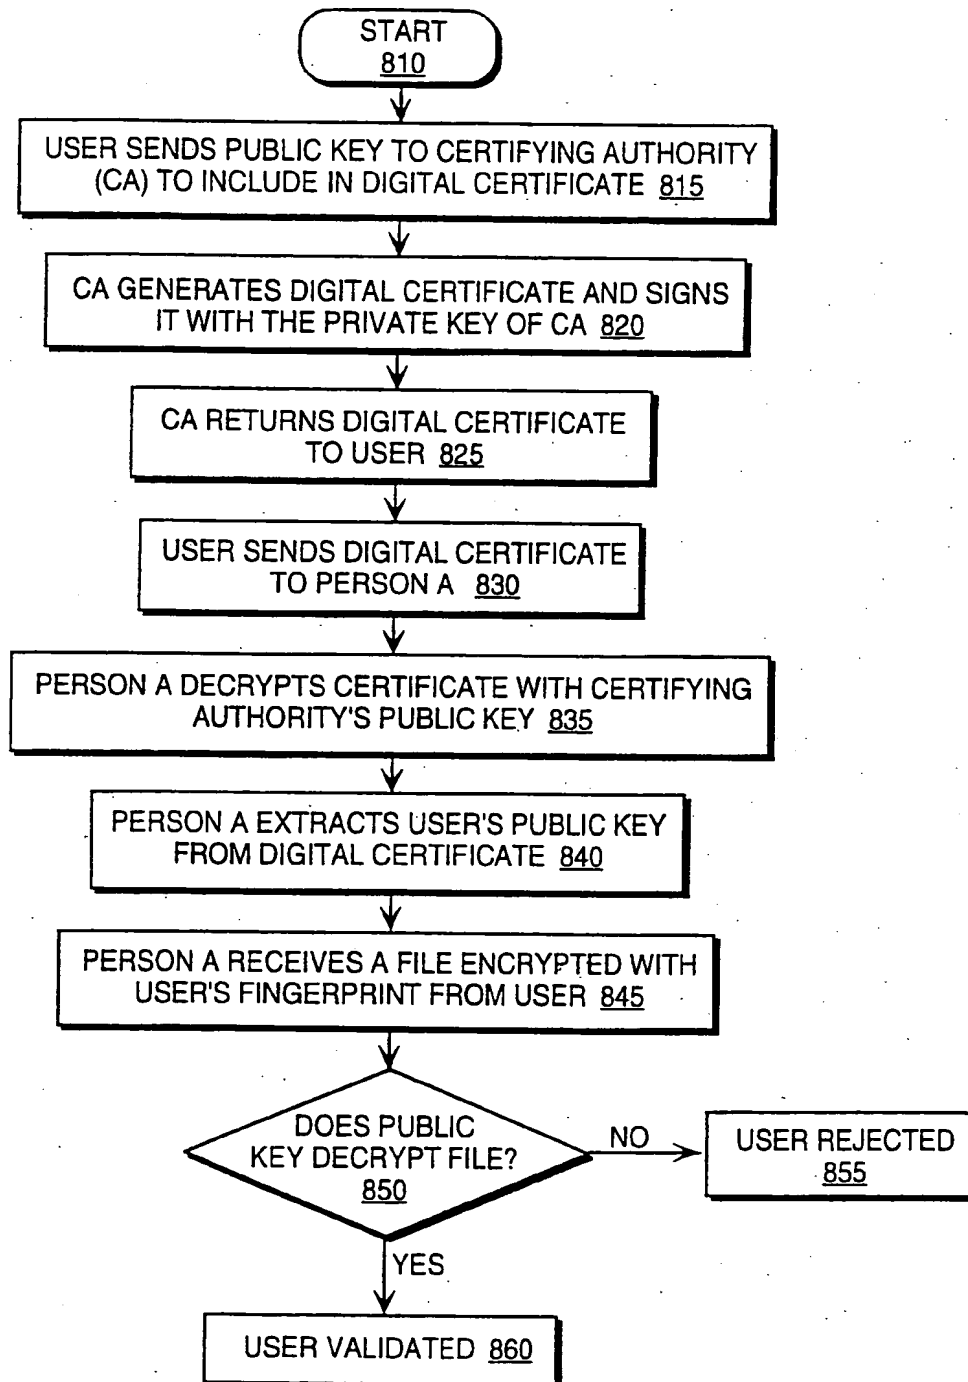 START
810
USER SENDS PUBLIC KEY TO CERTIFYING AUTHORITY
(CA) TO INCLUDE IN DIGITAL CERTIFICATE 815
CA GENERATES DIGITAL CERTIFICATE AND SIGNS
IT WITH THE PRIVATE KEY OF CA 820
CA RETURNS DIGITAL CERTIFICATE
TO USER 825
USER SENDS DIGITAL CERTIFICATE
TO PERSON A 830
PERSON A DECRYPTS CERTIFICATE WITH CERTIFYING
AUTHORITY'S PUBLIC KEY 835
PERSON A EXTRACTS USER'S PUBLIC KEY
FROM DIGITAL CERTIFICATE 840
PERSON A RECEIVES A FILE ENCRYPTED WITH
USER'S FINGERPRINT FROM USER 845
DOES PUBLIC
KEY DECRYPT FILE?
850
NO
USER REJECTED
855
YES
USER VALIDATED 860